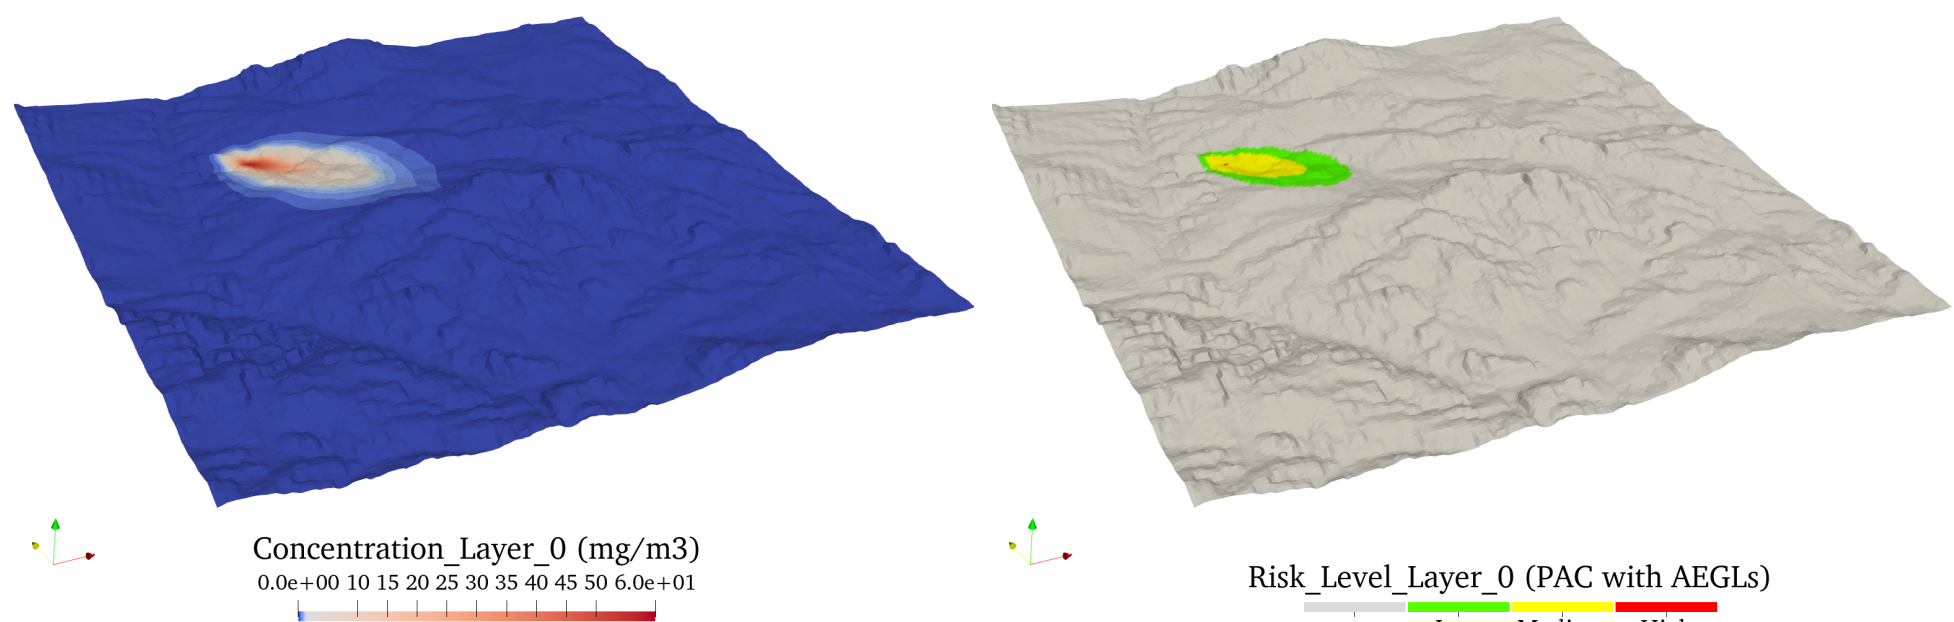 Concentration_Layer_0 (mg/m3)
0.0e+00 10 15 20 25 30 35 40 45 50 6.0e+01
Risk_Level_Layer_0 (PAC with AEGLs)